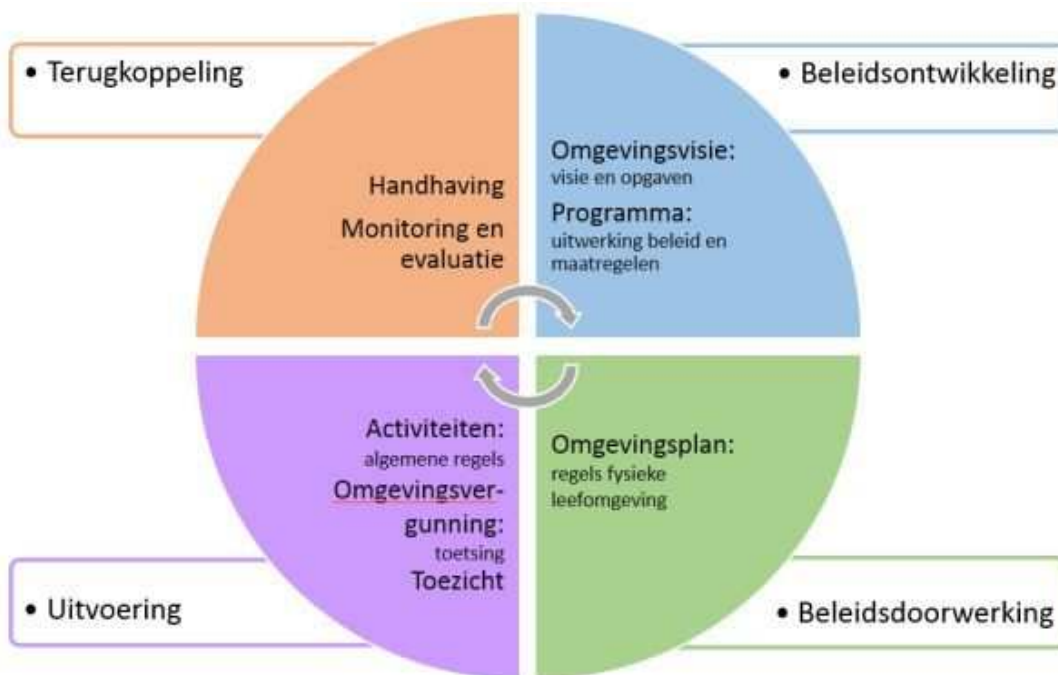 • Terugkoppeling
• Beleidsontwikkeling
Handhaving
Monitoring en
evaluatie
Omgevingsvisie:
visie en opgaven
Programma:
uitwerking beleid en
maatregelen
Activiteiten:
algemene regels
Omgevingsver-
gunning:
toetsing
Toezicht
Omgevingsplan:
regels fysieke
leefomgeving
• Uitvoering
• Beleidsdoorwerking